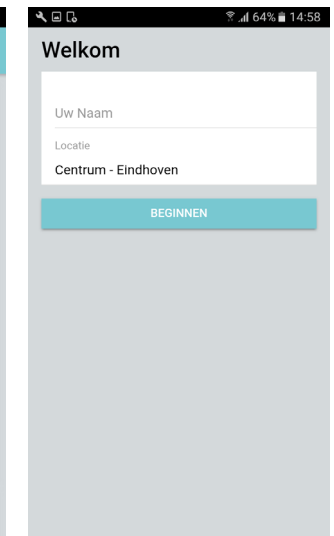 64% 14:58
Welkom
Uw Naam
Locatie
Centrum - Eindhoven
BEGINNEN